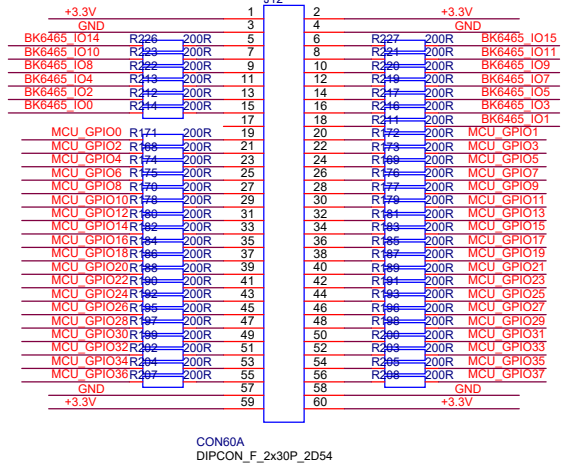 J12
+3.3V 1 2 +3.3V
GND 3 4 GND
BK6465_IO14 R226 200R 5 6 R227 200R BK6465_IO15
BK6465_IO10 R223 200R 7 8 R221 200R BK6465_IO11
BK6465_IO8 R222 200R 9 10 R220 200R BK6465_IO9
BK6465_IO4 R213 200R 11 12 R219 200R BK6465_IO7
BK6465_IO2 R212 200R 13 14 R217 200R BK6465_IO5
BK6465_IO0 R214 200R 15 16 R216 200R BK6465_IO3
17 18 R211 200R BK6465_IO1
MCU_GPIO0 R171 200R 19 20 R172 200R MCU_GPIO1
MCU_GPIO2 R168 200R 21 22 R173 200R MCU_GPIO3
MCU_GPIO4 R174 200R 23 24 R169 200R MCU_GPIO5
MCU_GPIO6 R175 200R 25 26 R176 200R MCU_GPIO7
MCU_GPIO8 R170 200R 27 28 R177 200R MCU_GPIO9
MCU_GPIO10 R178 200R 29 30 R179 200R MCU_GPIO11
MCU_GPIO12 R180 200R 31 32 R181 200R MCU_GPIO13
MCU_GPIO14 R182 200R 33 34 R183 200R MCU_GPIO15
MCU_GPIO16 R184 200R 35 36 R185 200R MCU_GPIO17
MCU_GPIO18 R186 200R 37 38 R187 200R MCU_GPIO19
MCU_GPIO20 R188 200R 39 40 R189 200R MCU_GPIO21
MCU_GPIO22 R190 200R 41 42 R191 200R MCU_GPIO23
MCU_GPIO24 R192 200R 43 44 R193 200R MCU_GPIO25
MCU_GPIO26 R195 200R 45 46 R196 200R MCU_GPIO27
MCU_GPIO28 R197 200R 47 48 R198 200R MCU_GPIO29
MCU_GPIO30 R199 200R 49 50 R200 200R MCU_GPIO31
MCU_GPIO32 R202 200R 51 52 R203 200R MCU_GPIO33
MCU_GPIO34 R204 200R 53 54 R205 200R MCU_GPIO35
MCU_GPIO36 R207 200R 55 56 R208 200R MCU_GPIO37
GND 57 58 GND
+3.3V 59 60 +3.3V
CON60A
DIPCON_F_2x30P_2D54